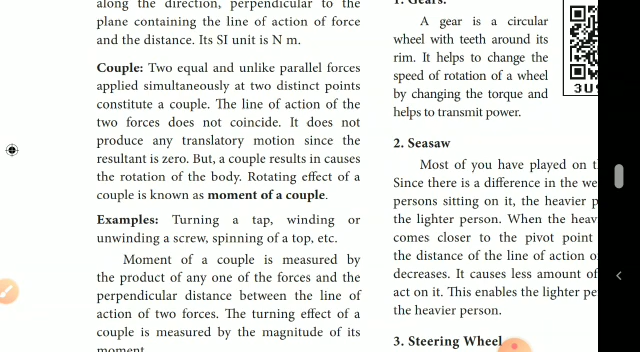 along the direction, perpendicular to the
plane containing the line of action of force
and the distance. Its SI unit is N m.
Couple: Two equal and unlike parallel forces
applied simultaneously at two distinct points
constitute a couple. The line of action of the
two forces does not coincide. It does not
produce any translatory motion since the
resultant is zero. But, a couple results in causes
the rotation of the body. Rotating effect of a
couple is known as moment of a couple.
Examples: Turning a tap, winding or
unwinding a screw, spinning of a top, etc.
Moment of a couple is measured by
the product of any one of the forces and the
perpendicular distance between the line of
action of two forces. The turning effect of a
couple is measured by the magnitude of its
moment
1. Gears:
A gear is a circular
wheel with teeth around its
rim. It helps to change the
speed of rotation of a wheel
by changing the torque and
helps to transmit power.
3U
2. Seasaw
Most of you have played on t
Since there is a difference in the we
persons sitting on it, the heavier p
the lighter person. When the heav
comes closer to the pivot point
the distance of the line of action o
decreases. It causes less amount of
act on it. This enables the lighter pe
the heavier person.
3. Steering Wheel